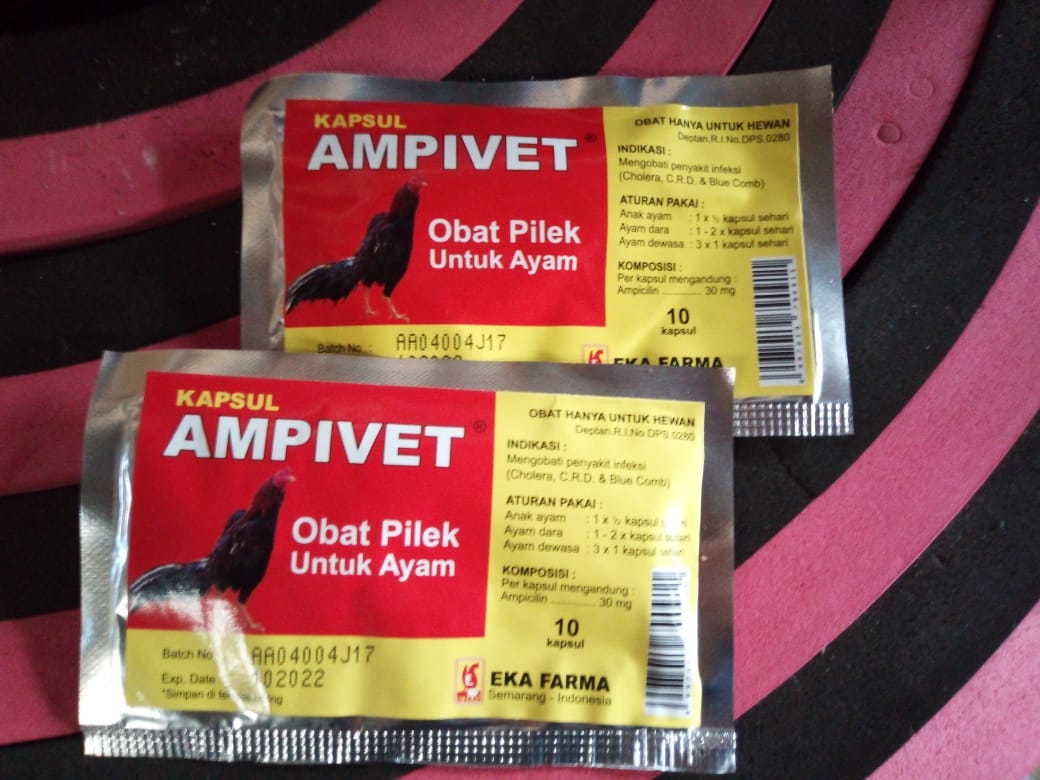 KAPSUL
AMPIVET®
Obat Pilek
Untuk Ayam
Batch No. : AA04004J17
OBAT HANYA UNTUK HEWAN
Deptan.R.I.No.DPS.0280
INDIKASI :
Mengobati penyakit infeksi
(Cholera, C.R.D. & Blue Comb)
ATURAN PAKAI :
Anak ayam : 1 x ½ kapsul sehari
Ayam dara : 1 - 2 x kapsul sehari
Ayam dewasa : 3 x 1 kapsul sehari
KOMPOSISI :
Per kapsul mengandung :
Ampicilin .............. 30 mg
10
kapsul
EKA FARMA
KAPSUL
AMPIVET®
Obat Pilek
Untuk Ayam
Batch No AA04004J17
Exp. Date 2022
*Simpan di
OBAT HANYA UNTUK HEWAN
Deptan.R.I.No.DPS.0280
INDIKASI :
Mengobati penyakit infeksi
(Cholera, C.R.D. & Blue Comb)
ATURAN PAKAI :
Anak ayam : 1 x ½ kapsul sehari
Ayam dara : 1 - 2 x kapsul sehari
Ayam dewasa : 3 x 1 kapsul sehari
KOMPOSISI :
Per kapsul mengandung :
Ampicilin .............. 30 mg
10
kapsul
EKA FARMA
Semarang - Indonesia